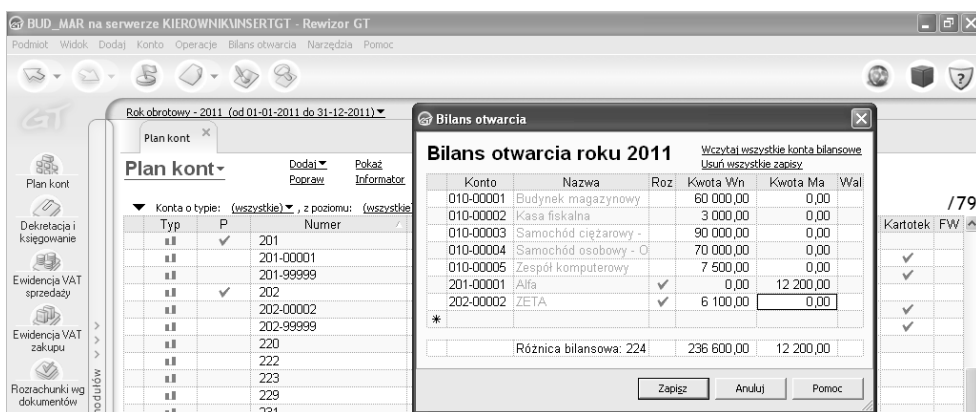 BUD_MAR na serwerze KIEROWNIK\INSERTGT - Rewizor GT
Podmiot Widok Dodaj Konto Operacje Bilans otwarcia Narzędzia Pomoc
GT
Rok obrotowy - 2011 (od 01-01-2011 do 31-12-2011)
Plan kont
Plan kont
Dodaj Pokaż
Popraw Informator
Konta o typie: (wszystkie) , z poziomu: (wszystkie
/79
Typ P Numer Kartotek FW
201
201-00001
201-99999
202
202-00002
202-99999
220
222
223
229
231
Plan kont
Dekretacja i
księgowanie
Ewidencja VAT
sprzedaży
Ewidencja VAT
zakupu
Rozrachunki wg
dokumentów
modułów
Bilans otwarcia
Bilans otwarcia roku 2011
Wczytaj wszystkie konta bilansowe
Usuń wszystkie zapisy
Konto Nazwa Roz Kwota Wn Kwota Ma Wal
010-00001 Budynek magazynowy 60 000,00 0,00
010-00002 Kasa fiskalna 3 000,00 0,00
010-00003 Samochód ciężarowy - 90 000,00 0,00
010-00004 Samochód osobowy - O 70 000,00 0,00
010-00005 Zespół komputerowy 7 500,00 0,00
201-00001 Alfa 0,00 12 200,00
202-00002 ZETA 6 100,00 0,00
Różnica bilansowa: 224 236 600,00 12 200,00
Zapisz Anuluj Pomoc